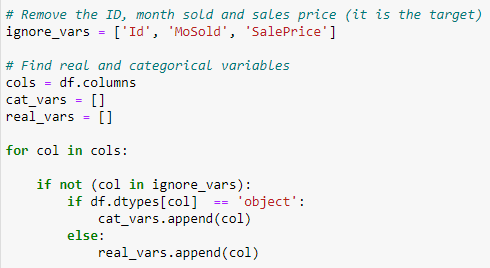 # Remove the ID, month sold and sales price (it is the target)
ignore_vars = ['Id', 'MoSold', 'SalePrice']
# Find real and categorical variables
cols = df.columns
cat_vars = []
real_vars = []
for col in cols:
if not (col in ignore_vars):
if df.dtypes[col]  == 'object':
cat_vars.append(col)
else:
real_vars.append(col)